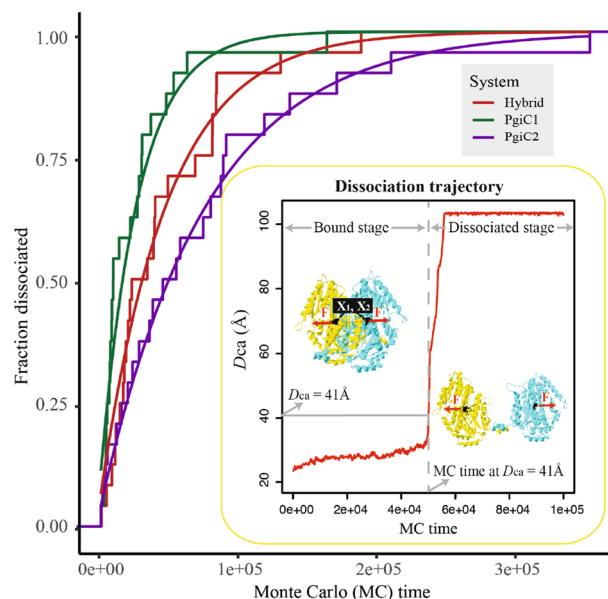 1.00
0.75
0.50
0.25
0.00
Fraction dissociated
0e+00
1e+05
2e+05
3e+05
Monte Carlo (MC) time
System
Hybrid
PgiC1
PgiC2
Dissociation trajectory
Bound stage
Dissociated stage
100
80
60
40
20
Dca (Å)
X1, X2
F
F
Dca = 41Å
F
F
MC time at Dca = 41Å
0e+00
2e+04
4e+04
6e+04
8e+04
1e+05
MC time